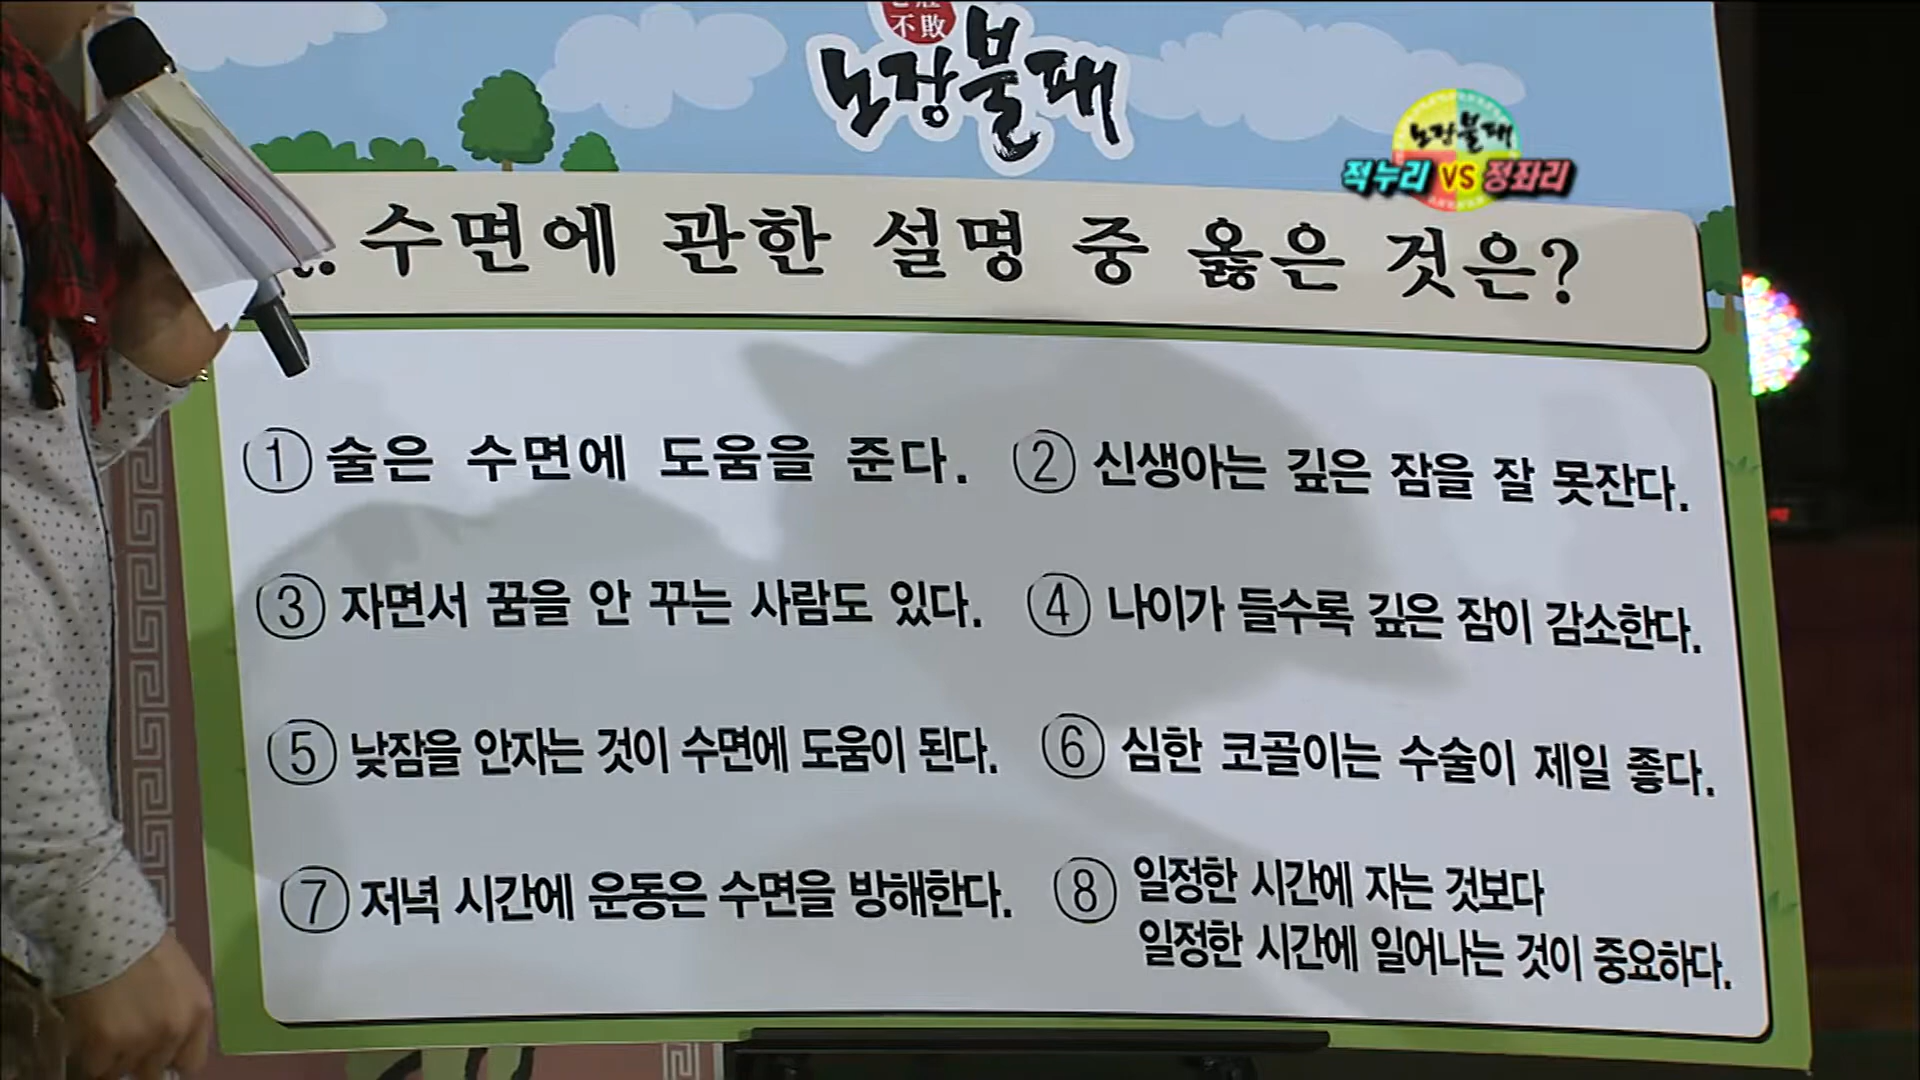 不敗
노장불패
노장불패
적누리 VS 정좌리
수면에 관한 설명 중 옳은 것은?
① 술은 수면에 도움을 준다.
② 신생아는 깊은 잠을 잘 못잔다.
③ 자면서 꿈을 안 꾸는 사람도 있다.
④ 나이가 들수록 깊은 잠이 감소한다.
⑤ 낮잠을 안자는 것이 수면에 도움이 된다.
⑥ 심한 코골이는 수술이 제일 좋다.
⑦ 저녁 시간에 운동은 수면을 방해한다.
⑧ 일정한 시간에 자는 것보다
일정한 시간에 일어나는 것이 중요하다.